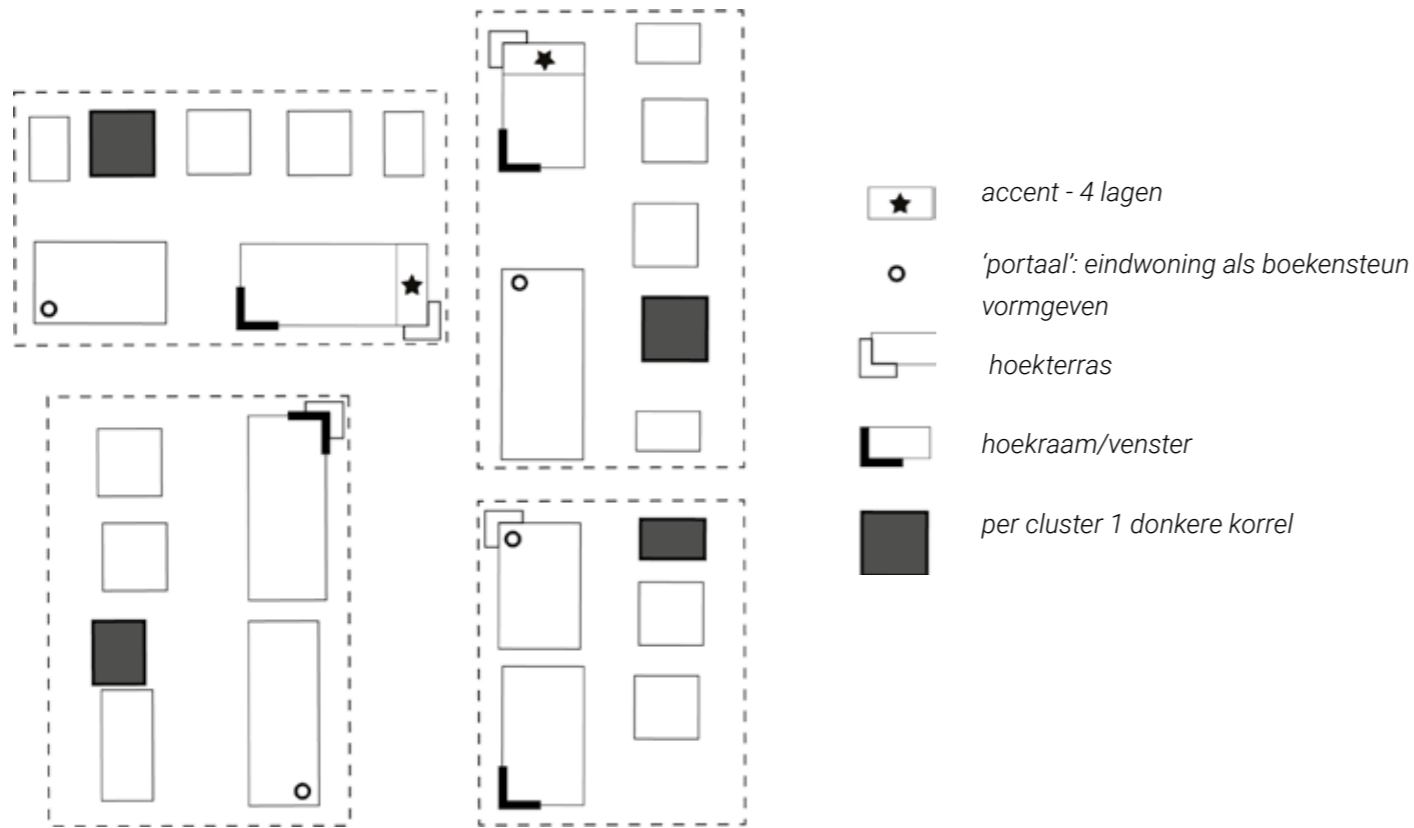 accent - 4 lagen
‘portaal’: eindwoning als boekensteun
vormgeven
hoekterras
hoekraam/venster
per cluster 1 donkere korrel